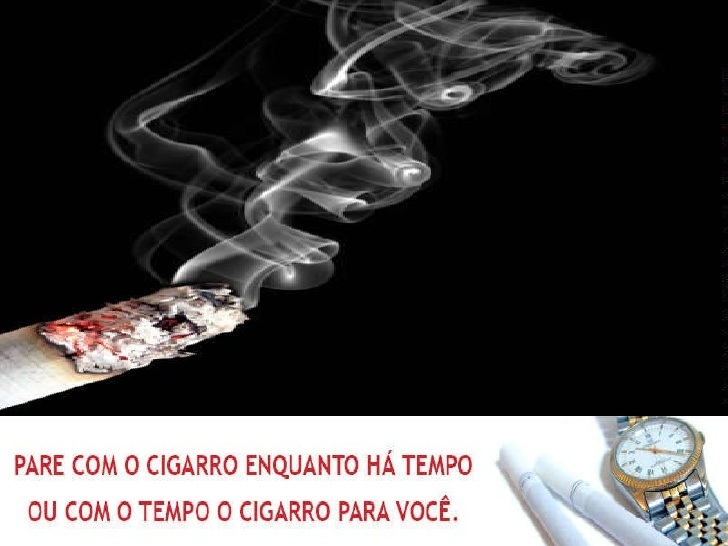 PARE COM O CIGARRO ENQUANTO HÁ TEMPO
OU COM O TEMPO O CIGARRO PARA VOCÊ.